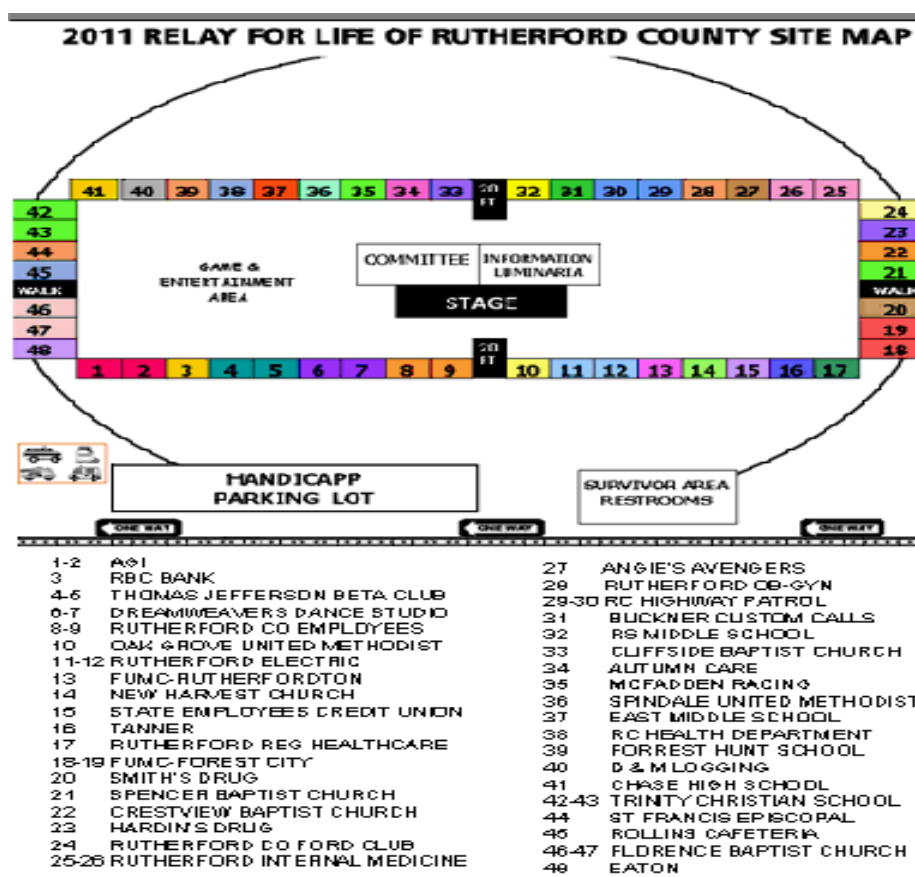 2011 RELAY FOR LIFE OF RUTHERFORD COUNTY SITE MAP
41 40 39 38 37 36 35 34 33 20 FT 32 31 30 29 28 27 26 25
42
43
44
45
WALK
46
47
48
24
23
22
21
WALK
20
19
18
GAME &
ENTERTAINMENT
AREA
COMMITTEE
INFORMATION
LUMINARIA
STAGE
1 2 3 4 5 6 7 8 9 20 FT 10 11 12 13 14 15 16 17
HANDICAPP
PARKING LOT
SURVIVOR AREA
RESTROOMS
ONE WAY ONE WAY ONE WAY
1-2 AGI
3 RBC BANK
4-5 THOMAS JEFFERSON BETA CLUB
6-7 DREAMWEAVERS DANCE STUDIO
8-9 RUTHERFORD CO EMPLOYEES
10 OAK GROVE UNITED METHODIST
11-12 RUTHERFORD ELECTRIC
13 FUMC-RUTHERFORDTON
14 NEW HARVEST CHURCH
15 STATE EMPLOYEES CREDIT UNION
16 TANNER
17 RUTHERFORD REG HEALTHCARE
18-19 FUMC-FOREST CITY
20 SMITH'S DRUG
21 SPENCER BAPTIST CHURCH
22 CRESTVIEW BAPTIST CHURCH
23 HARDIN'S DRUG
24 RUTHERFORD CO FORD CLUB
25-26 RUTHERFORD INTERNAL MEDICINE
27 ANGIE'S AVENGERS
28 RUTHERFORD OB-GYN
29-30 RC HIGHWAY PATROL
31 BUCKNER CUSTOM CALLS
32 RS MIDDLE SCHOOL
33 CLIFFSIDE BAPTIST CHURCH
34 AUTUMN CARE
35 MCFADDEN RACING
36 SPINDALE UNITED METHODIST
37 EAST MIDDLE SCHOOL
38 RC HEALTH DEPARTMENT
39 FORREST HUNT SCHOOL
40 D & M LOGGING
41 CHASE HIGH SCHOOL
42-43 TRINITY CHRISTIAN SCHOOL
44 ST FRANCIS EPISCOPAL
45 ROLLINS CAFETERIA
46-47 FLORENCE BAPTIST CHURCH
48 EATON